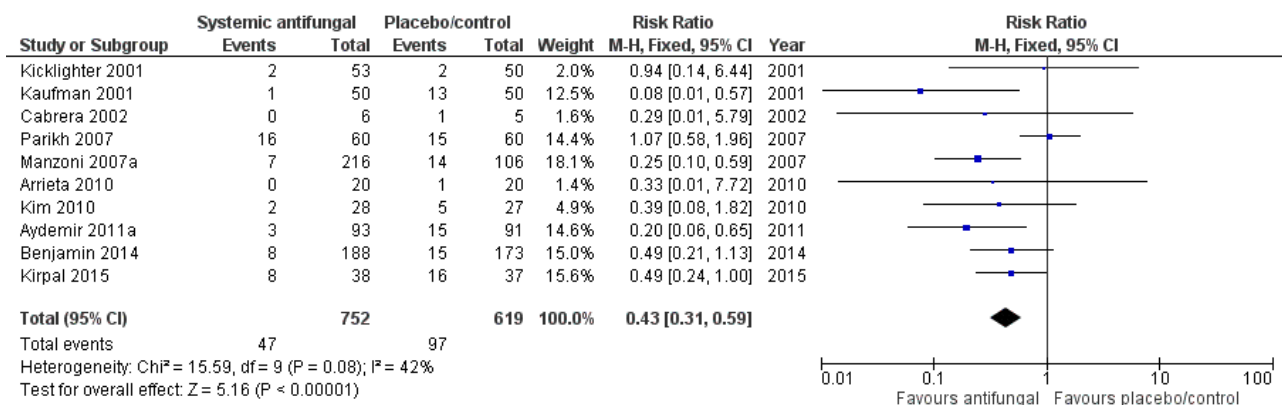 Systemic antifungal Placebo/control Risk Ratio Risk Ratio
Study or Subgroup Events Total Events Total Weight M-H, Fixed, 95% CI Year M-H, Fixed, 95% CI
Kicklighter 2001 2 53 2 50 2.0% 0.94 [0.14, 6.44] 2001
Kaufman 2001 1 50 13 50 12.5% 0.08 [0.01, 0.57] 2001
Cabrera 2002 0 6 1 5 1.6% 0.29 [0.01, 5.79] 2002
Parikh 2007 16 60 15 60 14.4% 1.07 [0.58, 1.96] 2007
Manzoni 2007a 7 216 14 106 18.1% 0.25 [0.10, 0.59] 2007
Arrieta 2010 0 20 1 20 1.4% 0.33 [0.01, 7.72] 2010
Kim 2010 2 28 5 27 4.9% 0.39 [0.08, 1.82] 2010
Aydemir 2011a 3 93 15 91 14.6% 0.20 [0.06, 0.65] 2011
Benjamin 2014 8 188 15 173 15.0% 0.49 [0.21, 1.13] 2014
Kirpal 2015 8 38 16 37 15.6% 0.49 [0.24, 1.00] 2015
Total (95% CI) 752 619 100.0% 0.43 [0.31, 0.59]
Total events 47 97
Heterogeneity: Chi² = 15.59, df = 9 (P = 0.08); I² = 42%
Test for overall effect: Z = 5.16 (P < 0.00001)
0.01 0.1 1 10 100
Favours antifungal Favours placebo/control